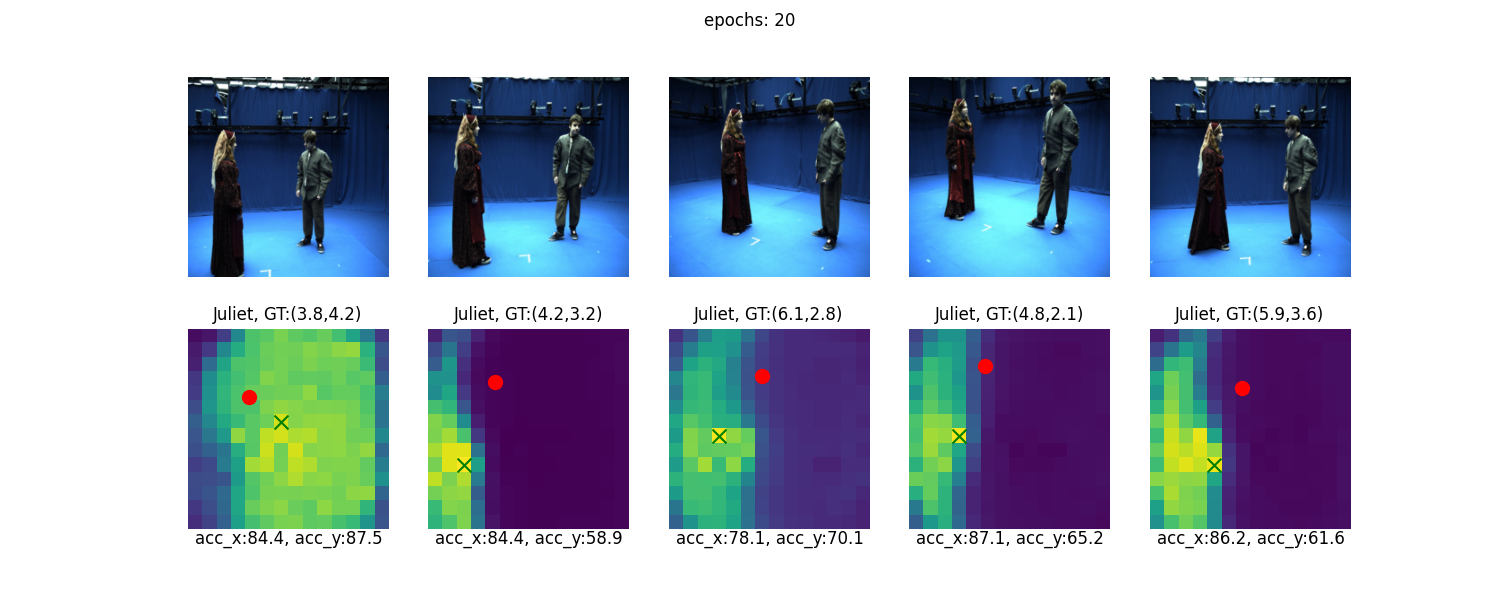 epochs: 20
Juliet, GT:(3.8,4.2)
Juliet, GT:(4.2,3.2)
Juliet, GT:(6.1,2.8)
Juliet, GT:(4.8,2.1)
Juliet, GT:(5.9,3.6)
acc_x:84.4, acc_y:87.5
acc_x:84.4, acc_y:58.9
acc_x:78.1, acc_y:70.1
acc_x:87.1, acc_y:65.2
acc_x:86.2, acc_y:61.6